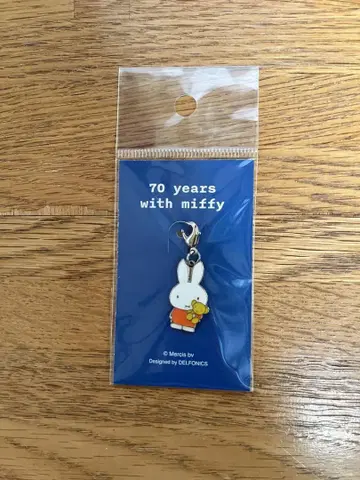 70 years
with miffy
© Mercis bv
Designed by DELFONICS